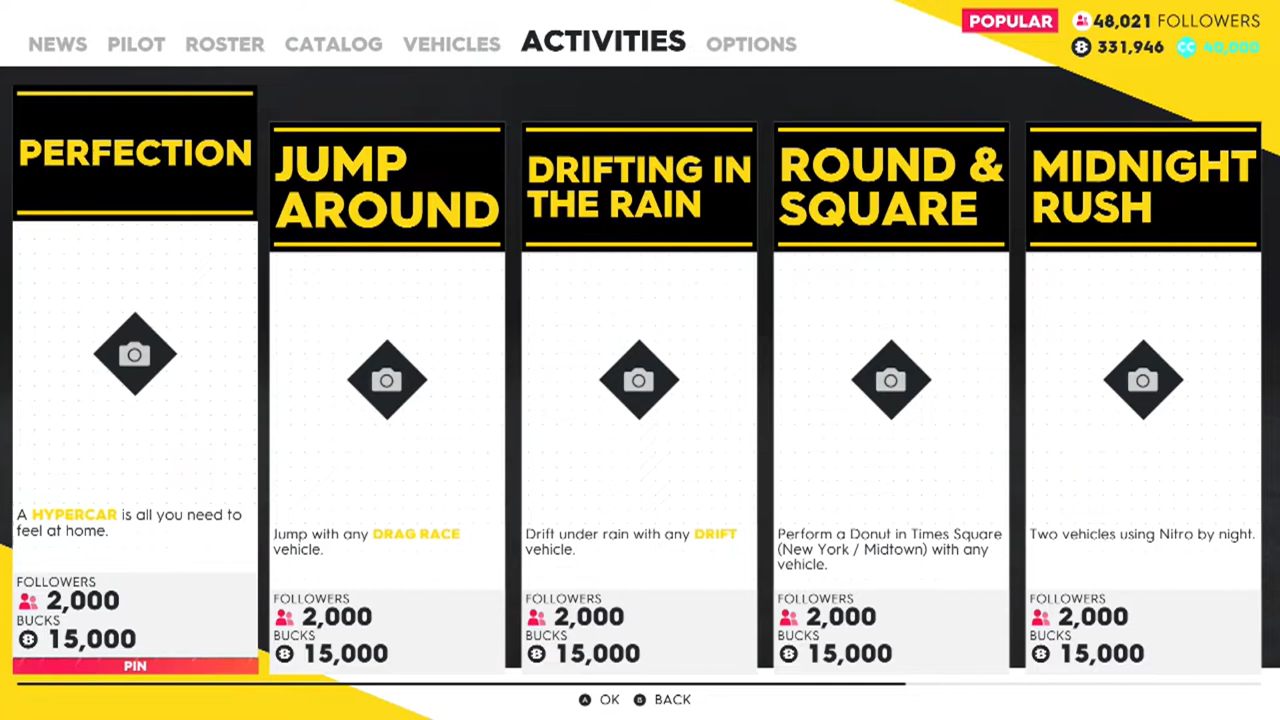 NEWS PILOT ROSTER CATALOG VEHICLES ACTIVITIES OPTIONS
POPULAR 48,021 FOLLOWERS
331,946 CC 40,000
PERFECTION
A HYPERCAR is all you need to
feel at home.
FOLLOWERS
2,000
BUCKS
15,000
PIN
JUMP
AROUND
Jump with any DRAG RACE
vehicle.
FOLLOWERS
2,000
BUCKS
15,000
DRIFTING IN
THE RAIN
Drift under rain with any DRIFT
vehicle.
FOLLOWERS
2,000
BUCKS
15,000
ROUND &
SQUARE
Perform a Donut in Times Square
(New York / Midtown) with any
vehicle.
FOLLOWERS
2,000
BUCKS
15,000
MIDNIGHT
RUSH
Two vehicles using Nitro by night.
FOLLOWERS
2,000
BUCKS
15,000
A OK B BACK